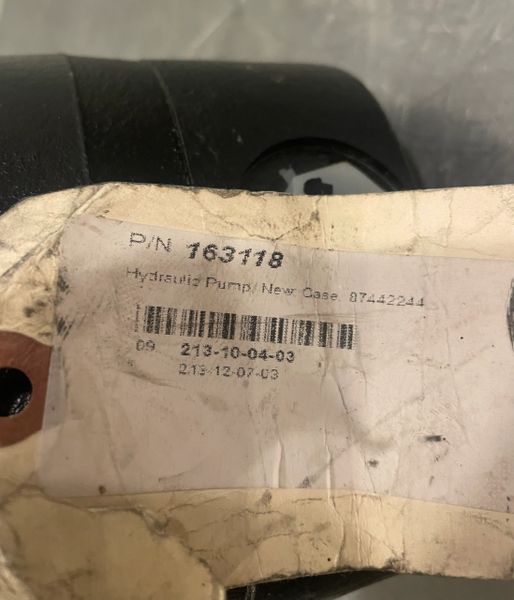 P/N 163118
Hydraulic Pump, New, Case, 87442244
09 213-10-04-03
213-12-07-03